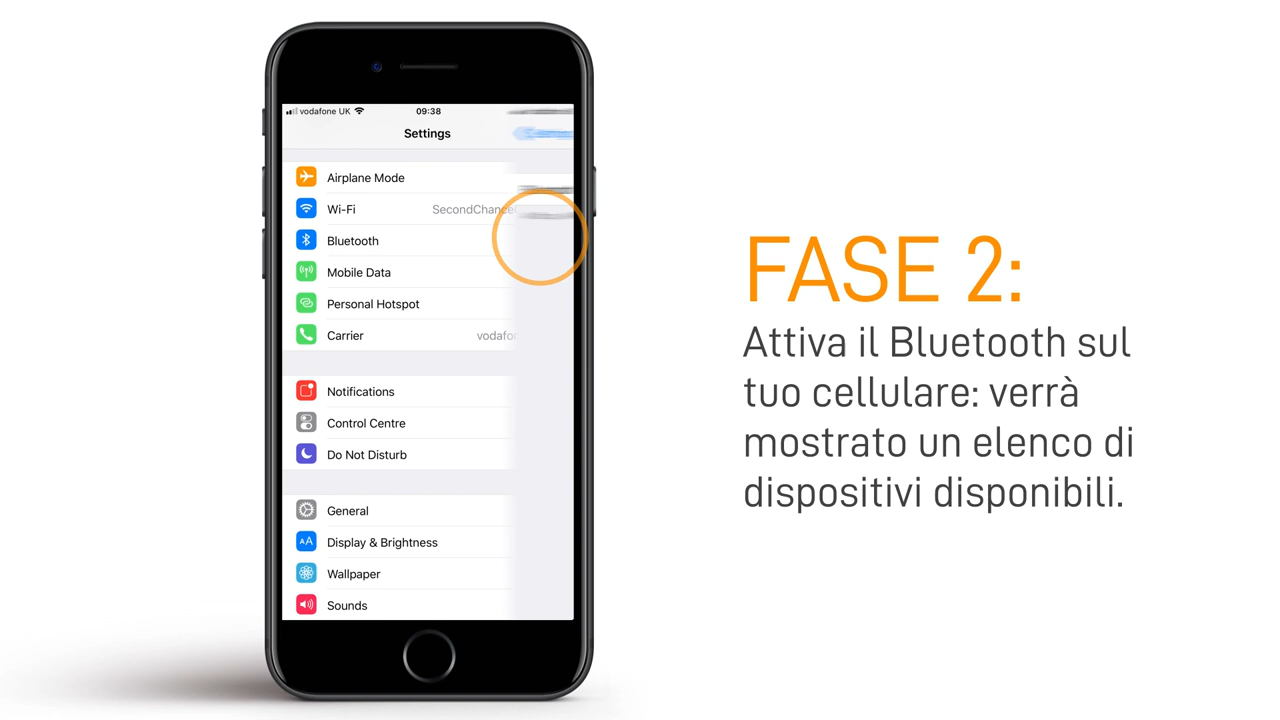 vodafone UK
09:38
Settings
Airplane Mode
Wi-Fi
Bluetooth
Mobile Data
Personal Hotspot
Carrier
Notifications
Control Centre
Do Not Disturb
General
Display & Brightness
Wallpaper
Sounds
FASE 2:
Attiva il Bluetooth sul
tuo cellulare: verrà
mostrato un elenco di
dispositivi disponibili.